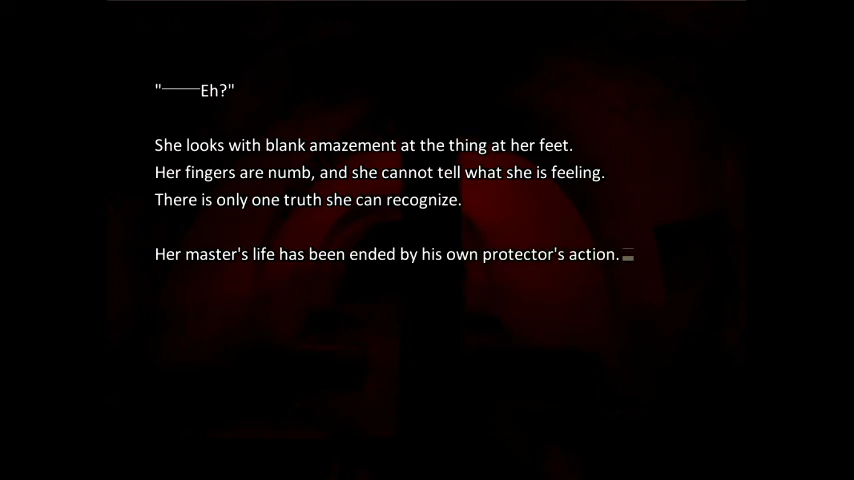 "───Eh?"
She looks with blank amazement at the thing at her feet.
Her fingers are numb, and she cannot tell what she is feeling.
There is only one truth she can recognize.
Her master's life has been ended by his own protector's action.